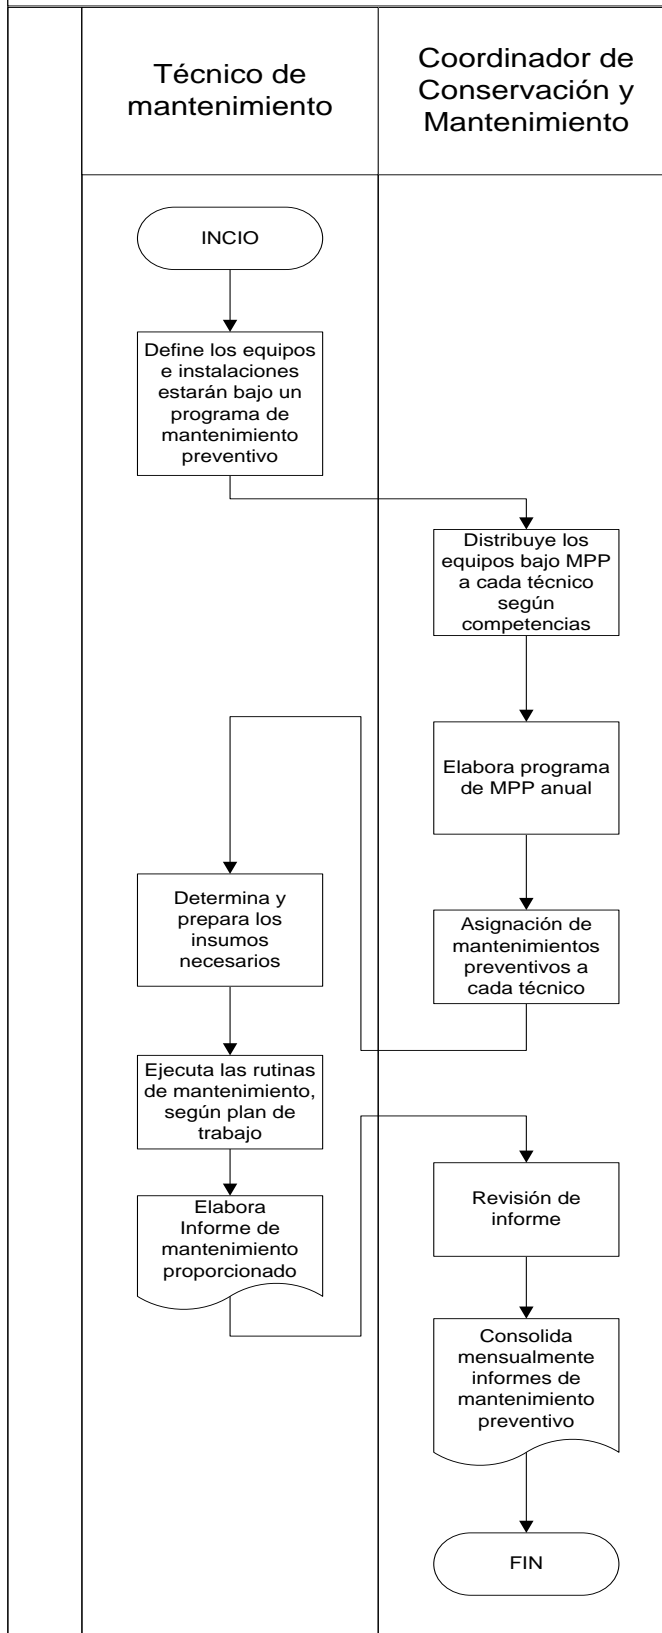 Técnico de
mantenimiento
Coordinador de
Conservación y
Mantenimiento
INCIO
Define los equipos
e instalaciones
estarán bajo un
programa de
mantenimiento
preventivo
Distribuye los
equipos bajo MPP
a cada técnico
según
competencias
Elabora programa
de MPP anual
Asignación de
mantenimientos
preventivos a
cada técnico
Determina y
prepara los
insumos
necesarios
Ejecuta las rutinas
de mantenimiento,
según plan de
trabajo
Elabora
Informe de
mantenimiento
proporcionado
Revisión de
informe
Consolida
mensualmente
informes de
mantenimiento
preventivo
FIN